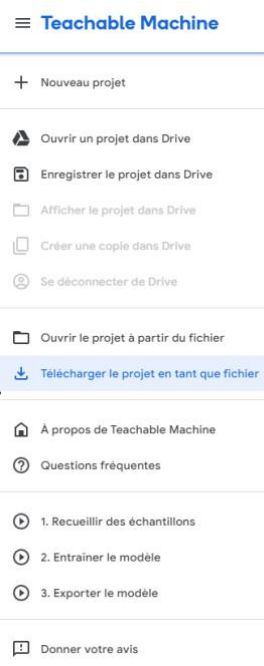 Teachable Machine
Nouveau projet
Ouvrir un projet dans Drive
Enregistrer le projet dans Drive
Afficher le projet dans Drive
Créer une copie dans Drive
Se déconnecter de Drive
Ouvrir le projet à partir du fichier
Télécharger le projet en tant que fichier
À propos de Teachable Machine
Questions fréquentes
1. Recueillir des échantillons
2. Entraîner le modèle
3. Exporter le modèle
Donner votre avis